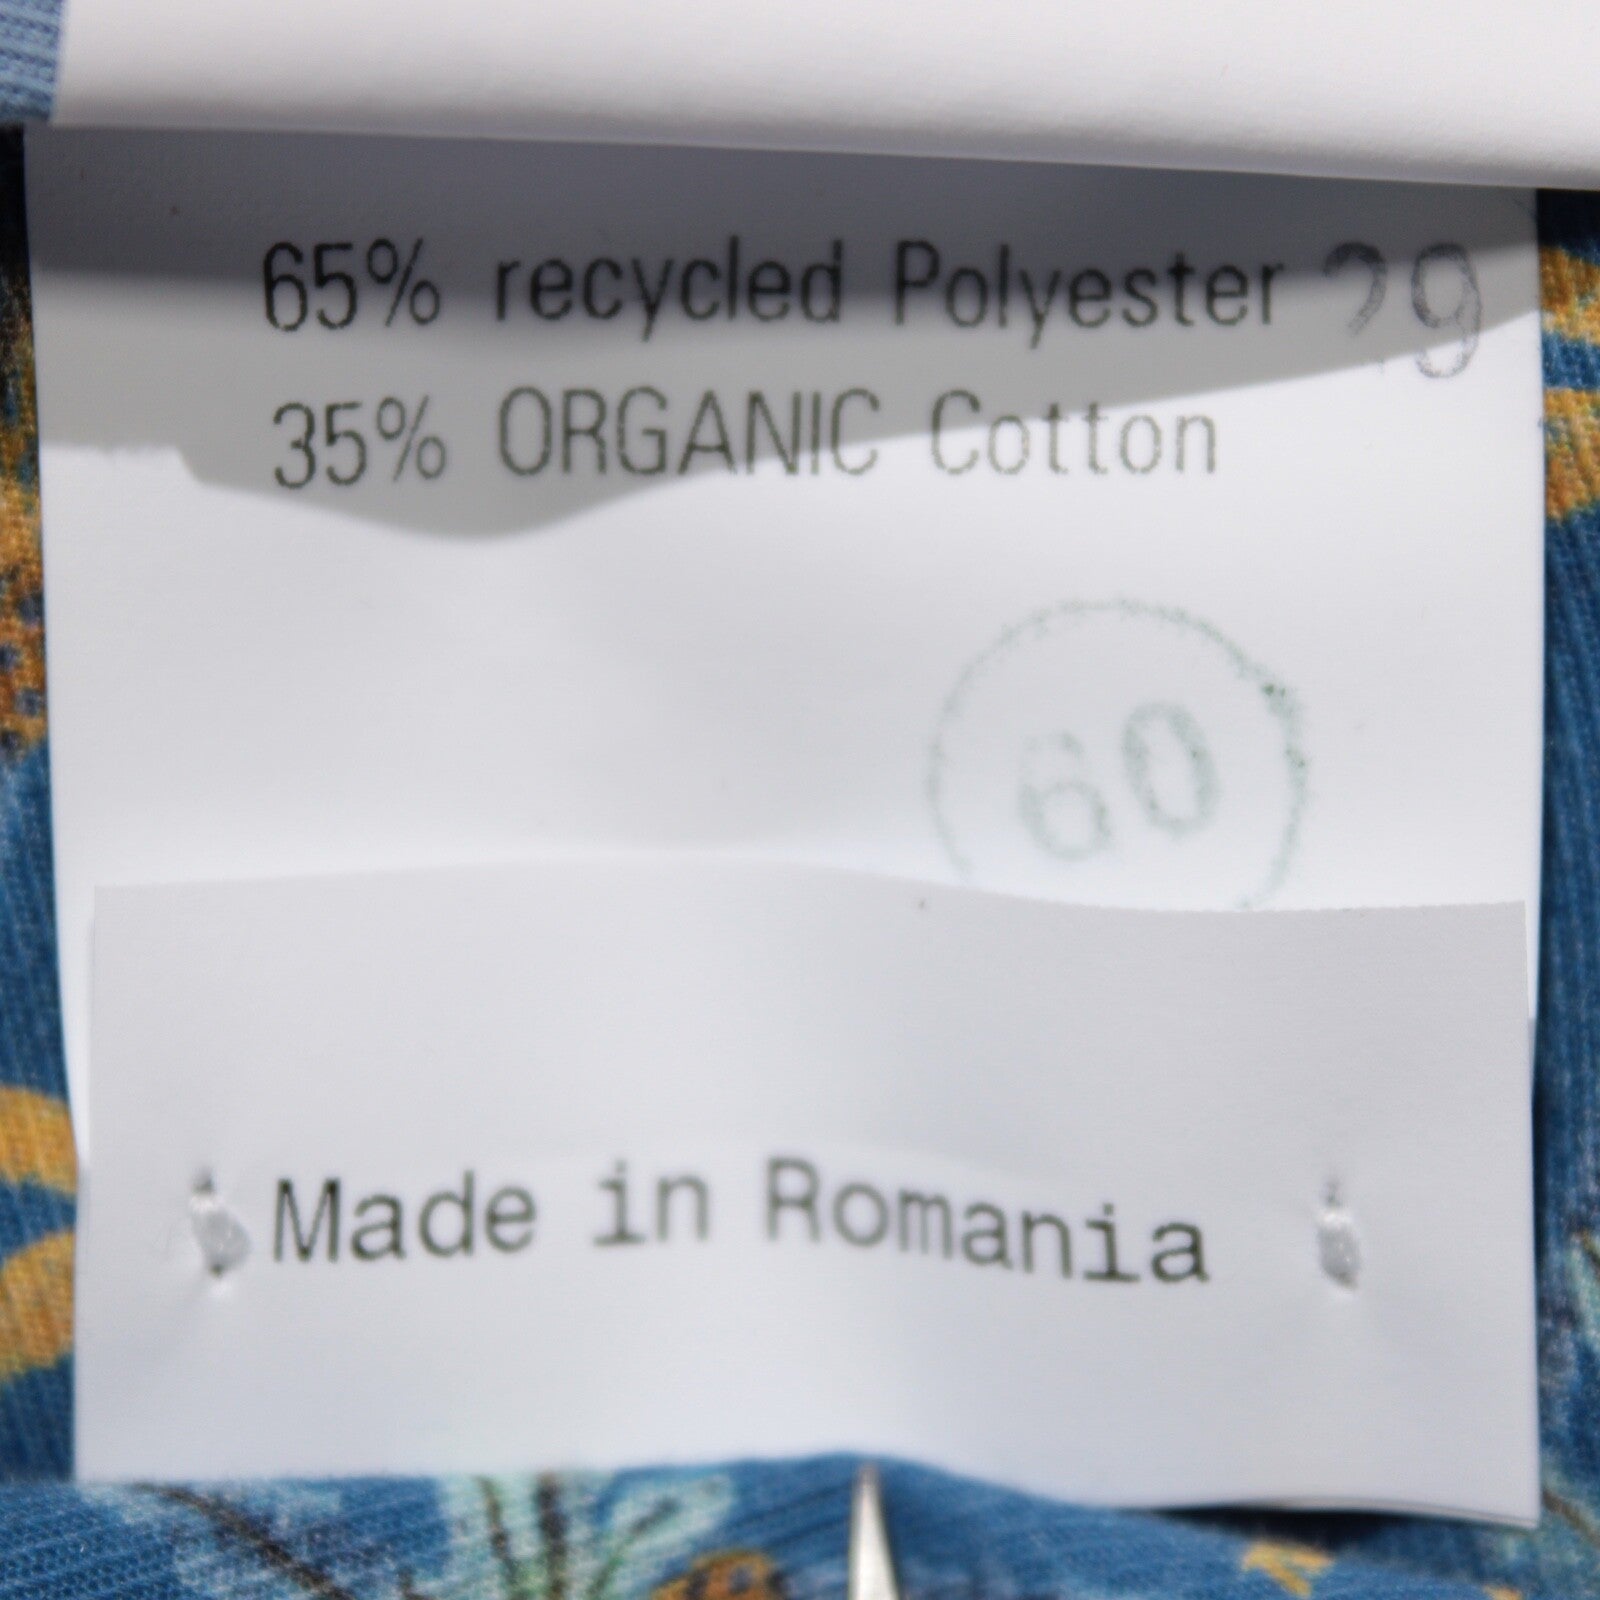 65% recycled Polyester 29
35% ORGANIC Cotton
60
Made in Romania